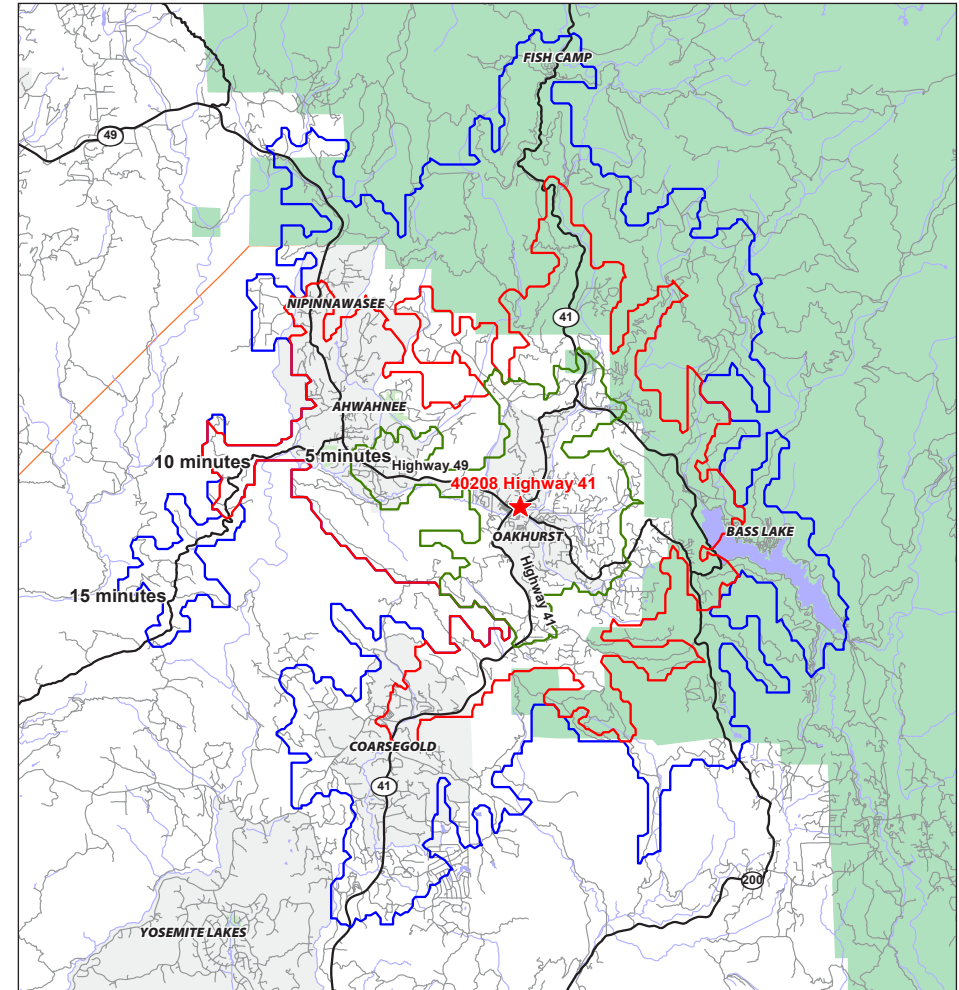 FISH CAMP
49
NIPINNAWASEE
41
AHWAHNEE
10 minutes
5 minutes
Highway 49
40208 Highway 41
OAKHURST
BASS LAKE
Highway 41
15 minutes
COARSEGOLD
41
200
YOSEMITE LAKES